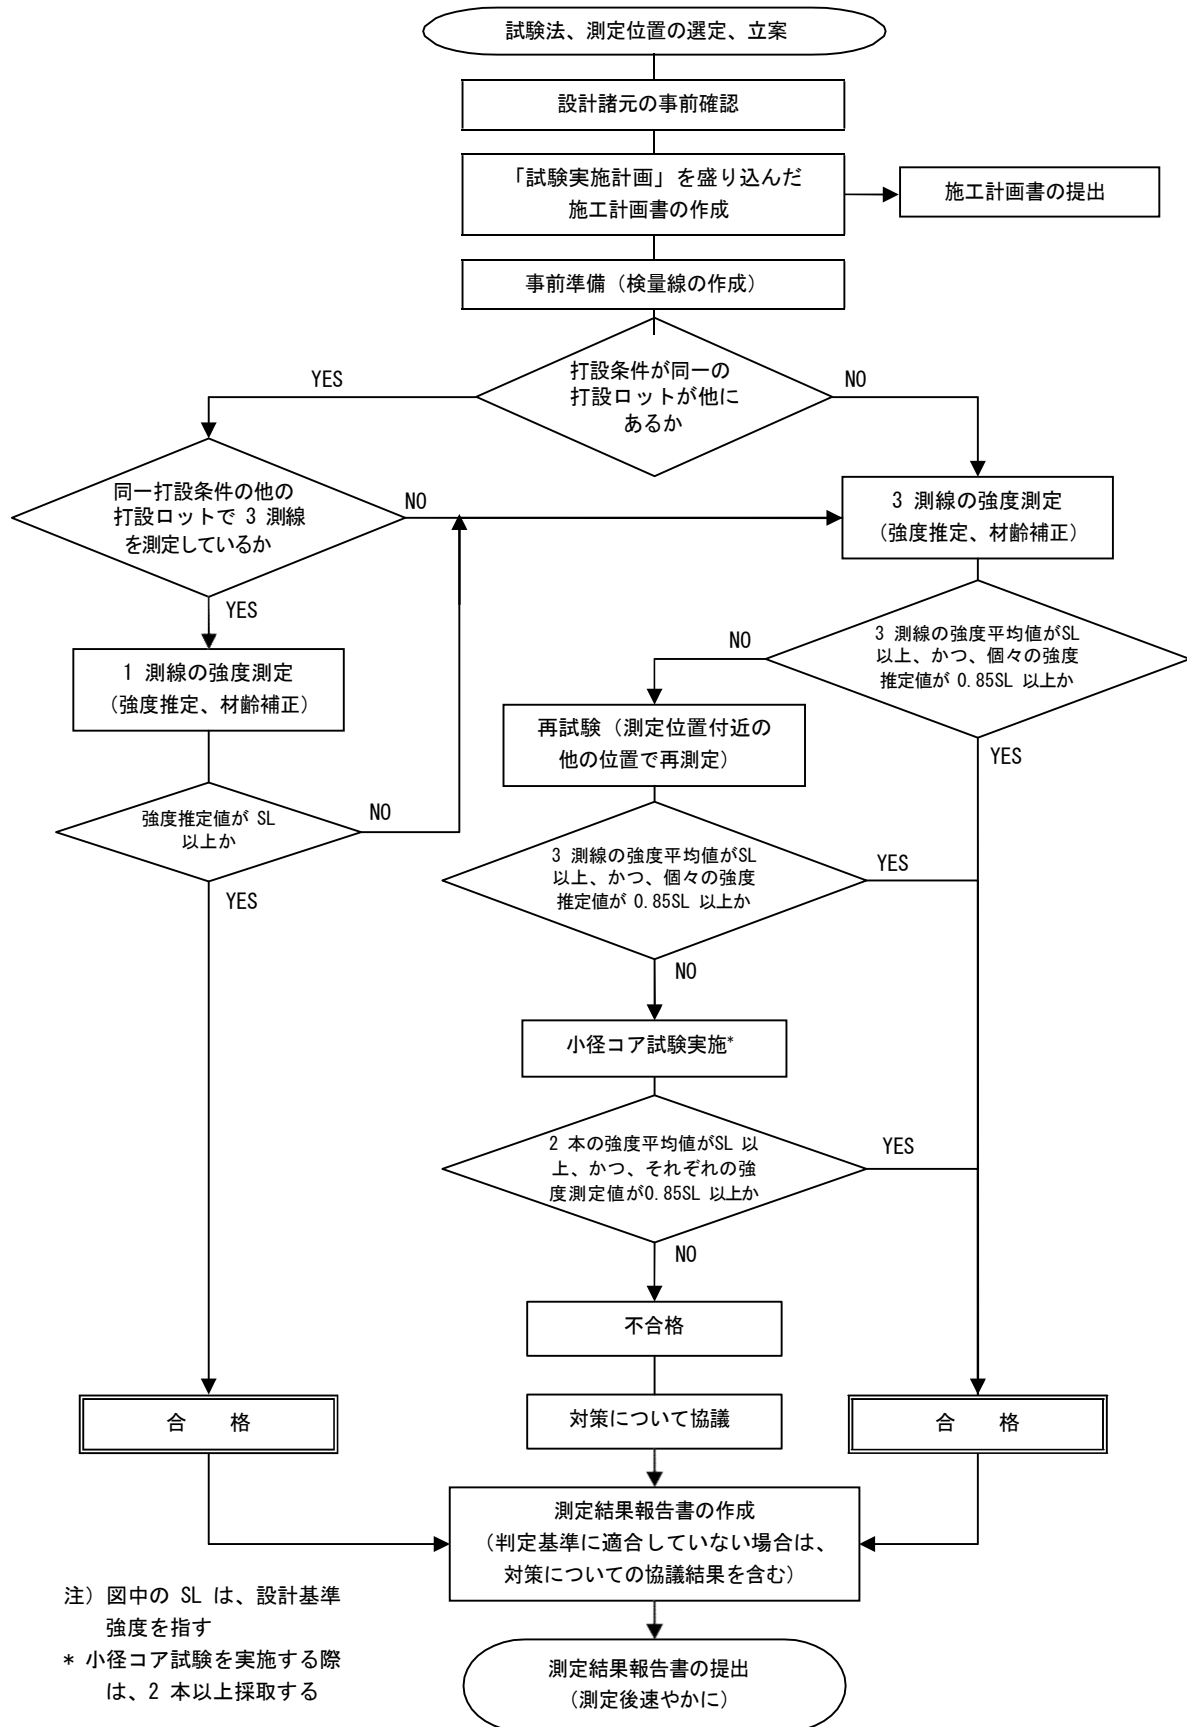 試験法、測定位置の選定、立案
設計諸元の事前確認
「試験実施計画」を盛り込んだ
施工計画書の作成
施工計画書の提出
事前準備（検量線の作成）
打設条件が同一の
打設ロットが他に
あるか
YES
NO
同一打設条件の他の
打設ロットで 3 測線
を測定しているか
NO
YES
3 測線の強度測定
（強度推定、材齢補正）
1 測線の強度測定
（強度推定、材齢補正）
3 測線の強度平均値がSL
以上、かつ、個々の強度
推定値が 0.85SL 以上か
NO
YES
再試験（測定位置付近の
他の位置で再測定）
強度推定値が SL
以上か
NO
YES
3 測線の強度平均値がSL
以上、かつ、個々の強度
推定値が 0.85SL 以上か
YES
NO
小径コア試験実施*
2 本の強度平均値がSL 以
上、かつ、それぞれの強
度測定値が0.85SL 以上か
YES
NO
不合格
対策について協議
合　　格
合　　格
測定結果報告書の作成
（判定基準に適合していない場合は、
対策についての協議結果を含む）
測定結果報告書の提出
（測定後速やかに）
注）図中の SL は、設計基準
強度を指す
* 小径コア試験を実施する際
は、2 本以上採取する